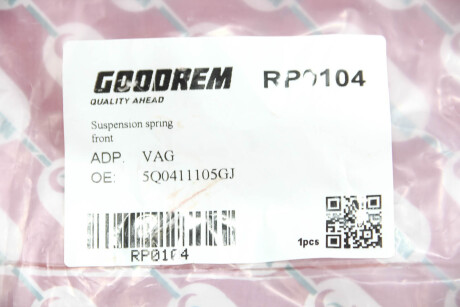 GOODREM
RP0104
QUALITY AHEAD
Suspension spring
front
ADP. VAG
OE: 5Q0411105GJ
RP0104
1pcs